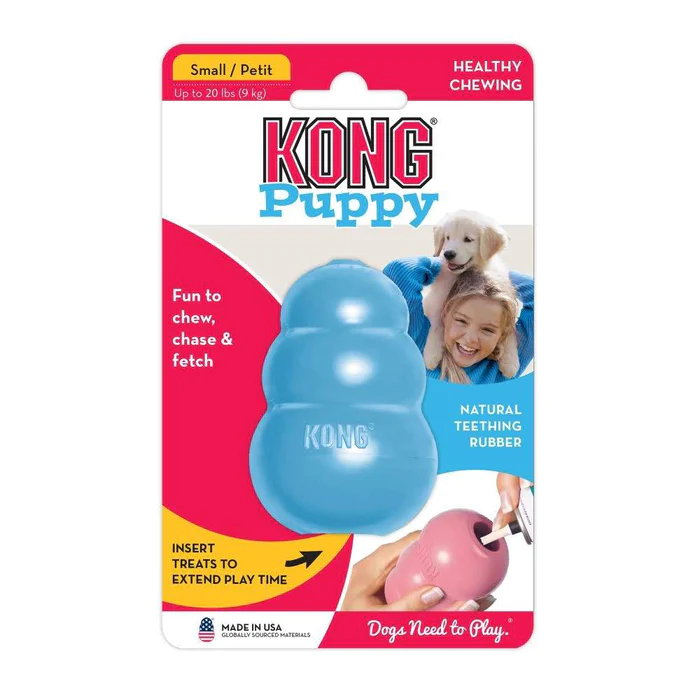 Small / Petit
Up to 20 lbs (9 kg)
HEALTHY
CHEWING
KONG®
Puppy
Fun to
chew,
chase &
fetch
KONG®
NATURAL
TEETHING
RUBBER
KONG
INSERT
TREATS TO
EXTEND PLAY TIME
MADE IN USA
GLOBALLY SOURCED MATERIALS
Dogs Need to Play.®